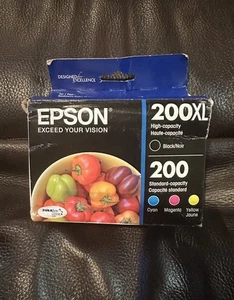 DESIGNED FOR EXCELLENCE
EPSON
EXCEED YOUR VISION
200XL
High-capacity
Haute-capacité
Black/Noir
200
Standard-capacity
Capacité standard
Cyan
Magenta
Yellow
Jaune